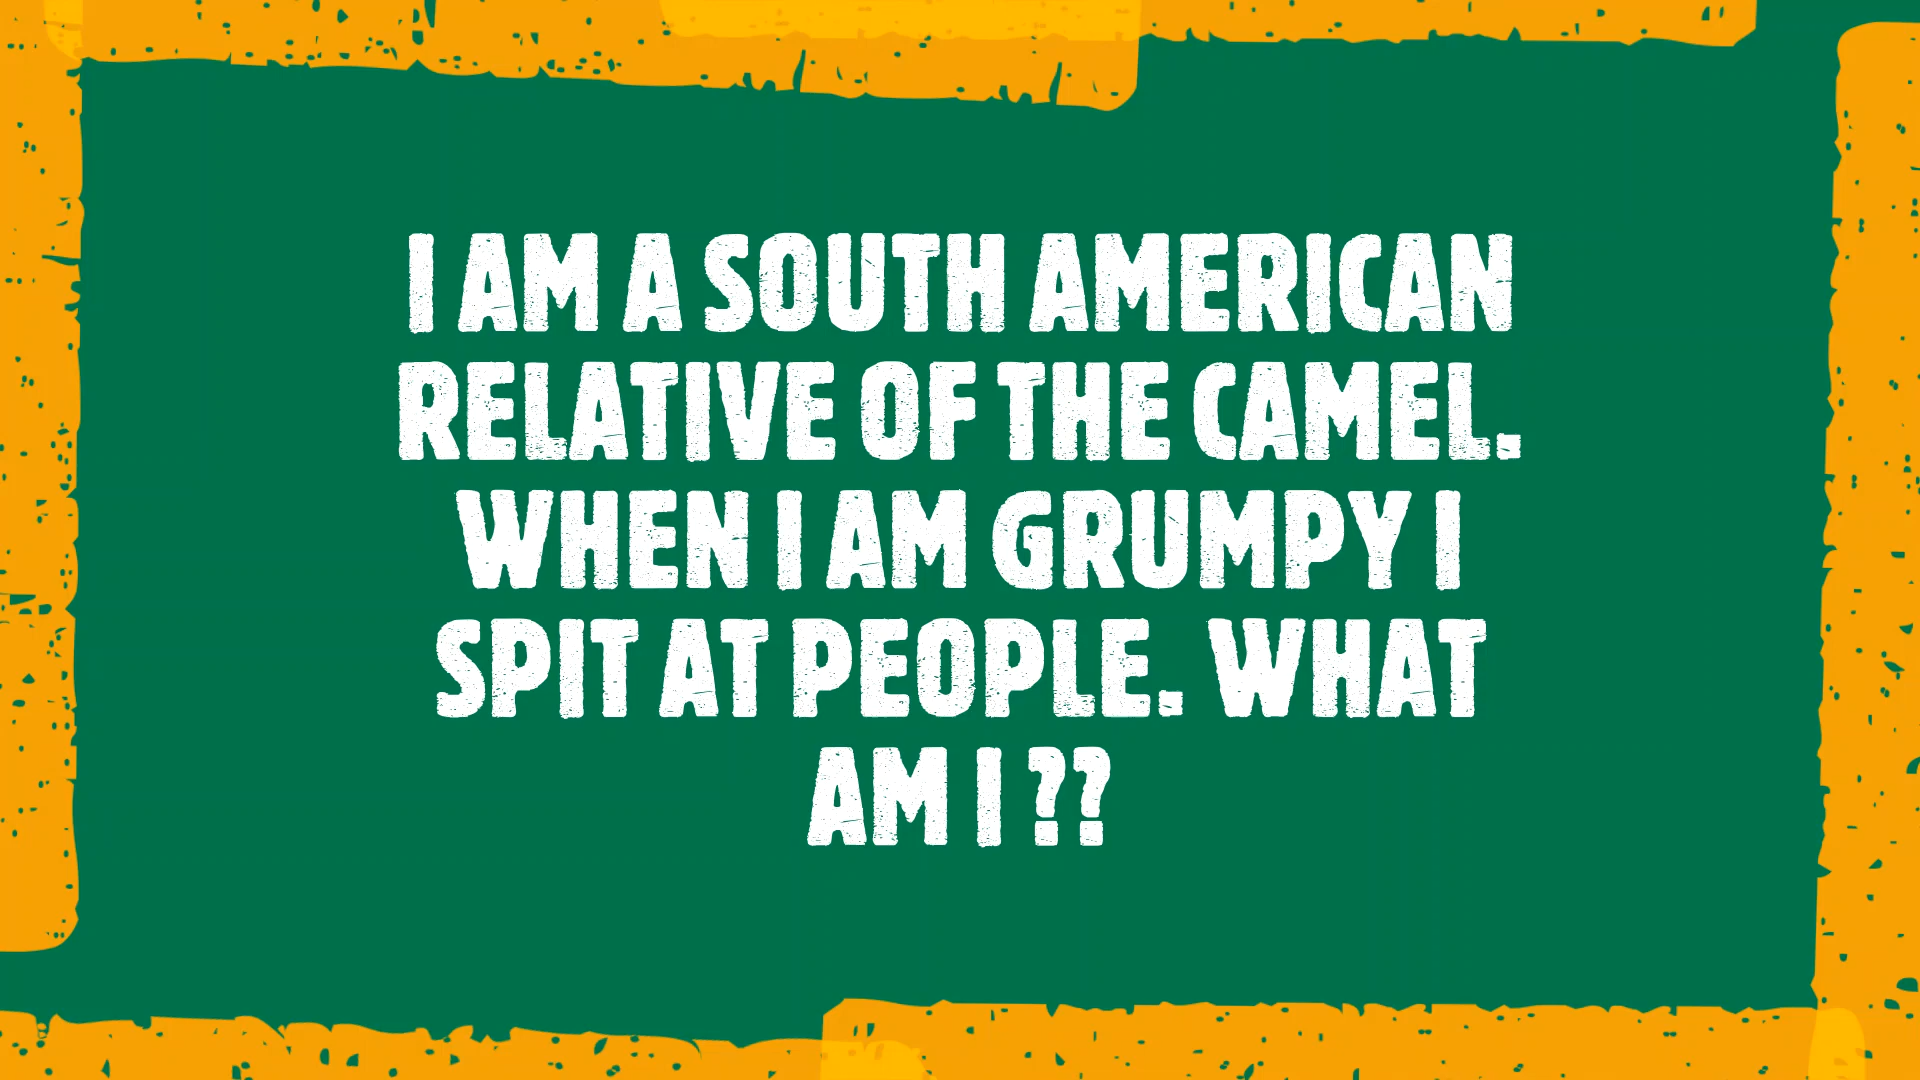 I AM A SOUTH AMERICAN
RELATIVE OF THE CAMEL.
WHEN I AM GRUMPY I
SPIT AT PEOPLE. WHAT
AM I ??